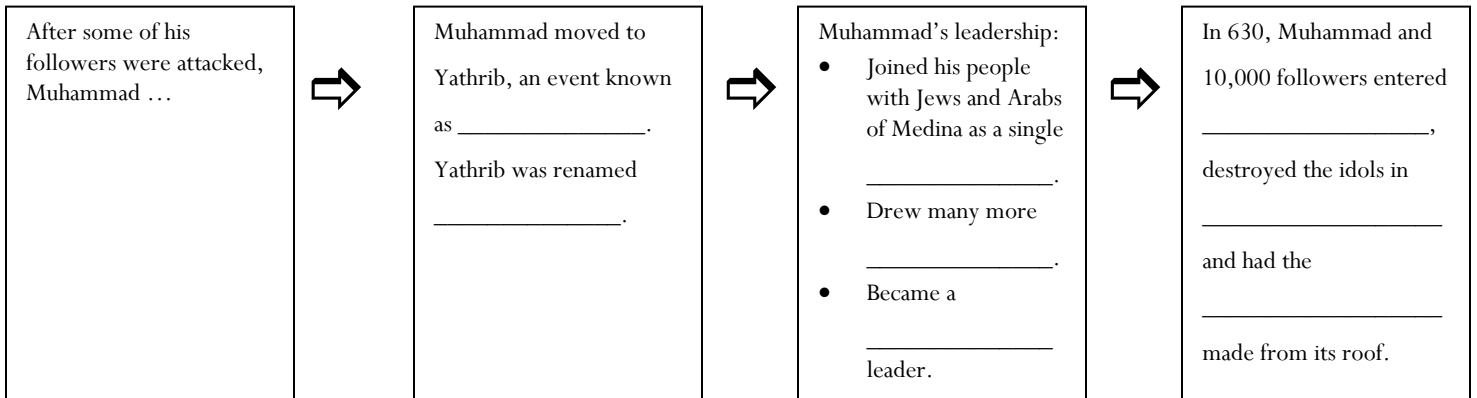 After some of his
followers were attacked,
Muhammad …
Muhammad moved to
Yathrib, an event known
as _______________.
Yathrib was renamed
_______________.
Muhammad’s leadership:
• Joined his people
with Jews and Arabs
of Medina as a single
_______________.
• Drew many more
_______________.
• Became a
_______________
leader.
In 630, Muhammad and
10,000 followers entered
__________________,
destroyed the idols in
___________________
and had the
___________________
made from its roof.